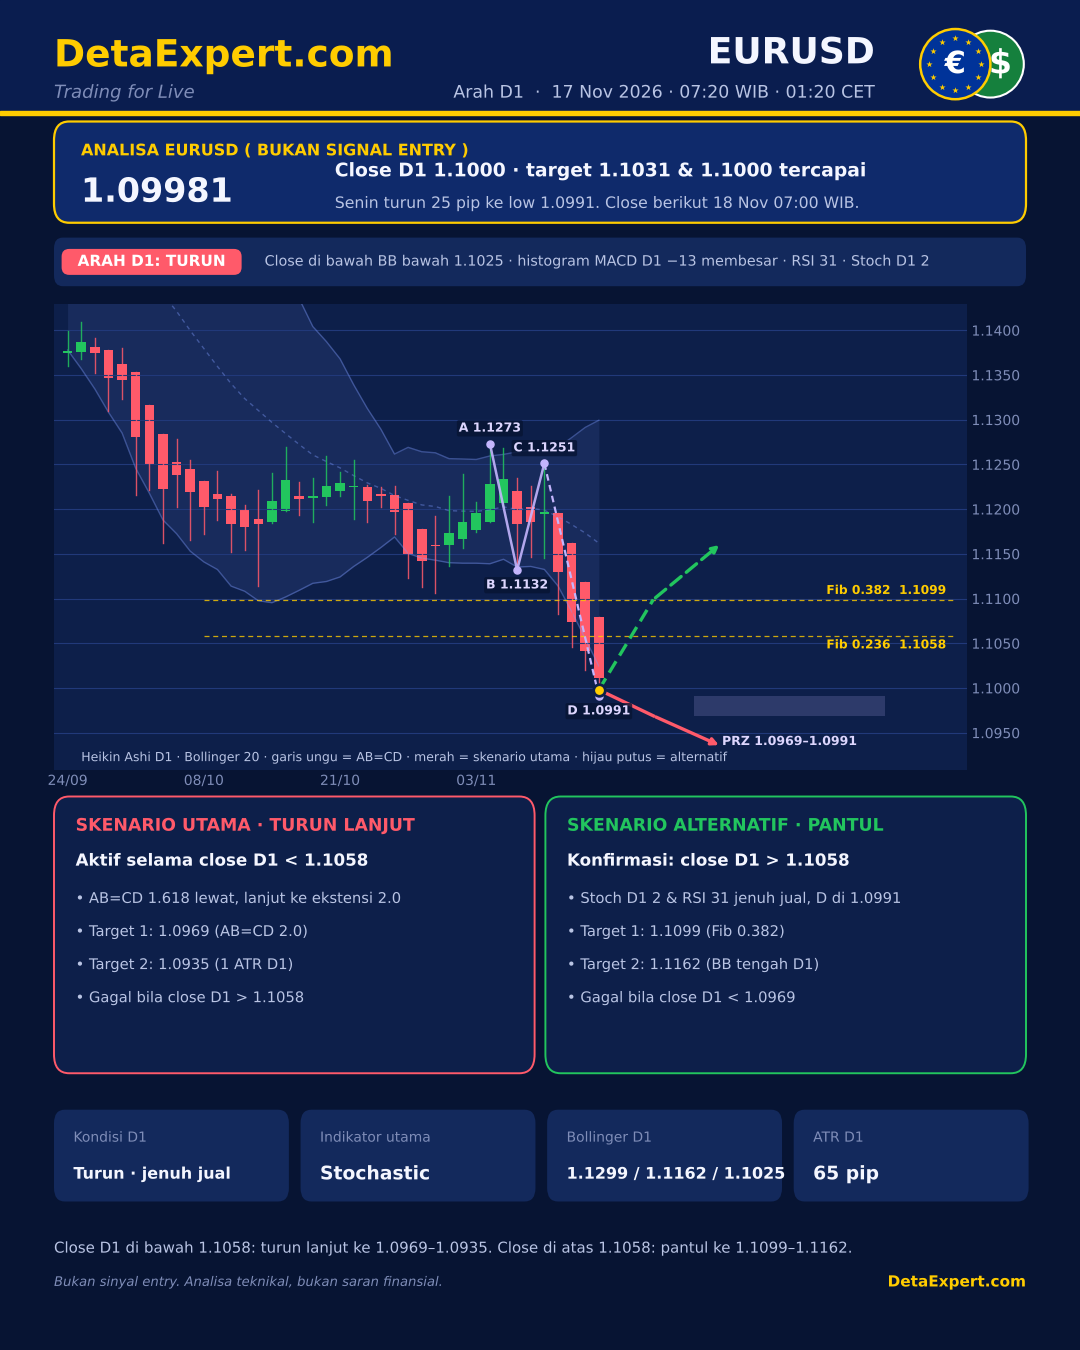 DetaExpert.com
Trading for Live
EURUSD
Arah D1 · 17 Nov 2026 · 07:20 WIB · 01:20 CET
€ $
ANALISA EURUSD ( BUKAN SIGNAL ENTRY )
1.09981
Close D1 1.1000 · target 1.1031 & 1.1000 tercapai
Senin turun 25 pip ke low 1.0991. Close berikut 18 Nov 07:00 WIB.
ARAH D1: TURUN
Close di bawah BB bawah 1.1025 · histogram MACD D1 −13 membesar · RSI 31 · Stoch D1 2
1.1400
1.1350
1.1300
1.1250
1.1200
1.1150
1.1100
1.1050
1.1000
1.0950
A 1.1273
C 1.1251
B 1.1132
D 1.0991
Fib 0.382 1.1099
Fib 0.236 1.1058
PRZ 1.0969–1.0991
Heikin Ashi D1 · Bollinger 20 · garis ungu = AB=CD · merah = skenario utama · hijau putus = alternatif
24/09 08/10 21/10 03/11
SKENARIO UTAMA · TURUN LANJUT
Aktif selama close D1 < 1.1058
• AB=CD 1.618 lewat, lanjut ke ekstensi 2.0
• Target 1: 1.0969 (AB=CD 2.0)
• Target 2: 1.0935 (1 ATR D1)
• Gagal bila close D1 > 1.1058
SKENARIO ALTERNATIF · PANTUL
Konfirmasi: close D1 > 1.1058
• Stoch D1 2 & RSI 31 jenuh jual, D di 1.0991
• Target 1: 1.1099 (Fib 0.382)
• Target 2: 1.1162 (BB tengah D1)
• Gagal bila close D1 < 1.0969
Kondisi D1
Turun · jenuh jual
Indikator utama
Stochastic
Bollinger D1
1.1299 / 1.1162 / 1.1025
ATR D1
65 pip
Close D1 di bawah 1.1058: turun lanjut ke 1.0969–1.0935. Close di atas 1.1058: pantul ke 1.1099–1.1162.
Bukan sinyal entry. Analisa teknikal, bukan saran finansial.
DetaExpert.com